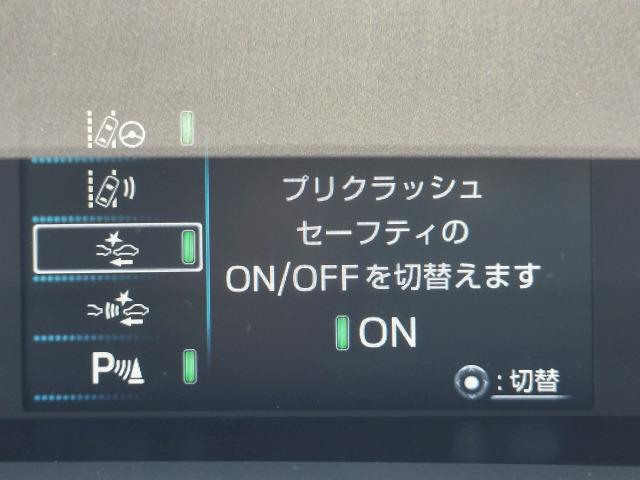 プリクラッシュ
セーフティの
ON/OFFを切替えます
ON
P
:切替